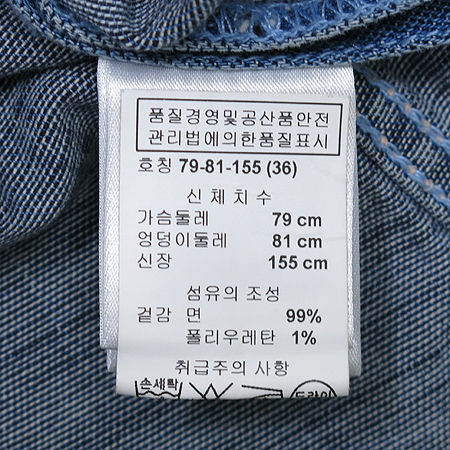 품질경영및공산품안전
관리법에의한품질표시
호칭 79-81-155 (36)
신 체 치 수
가슴둘레 79 cm
엉덩이둘레 81 cm
신장 155 cm
섬유의 조성
겉감 면 99%
폴리우레탄 1%
취급주의 사항
손세탁
드라이